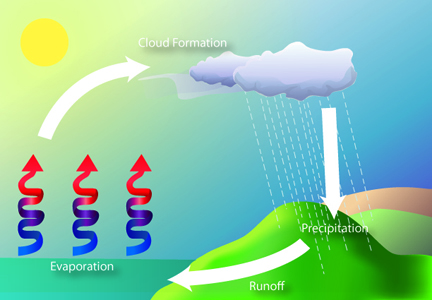 Cloud Formation
Precipitation
Evaporation
Runoff